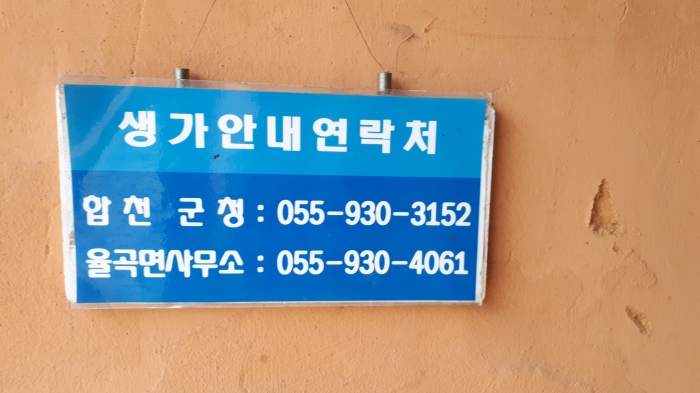 생가안내연락처
합천 군청 : 055-930-3152
율곡면사무소 : 055-930-4061